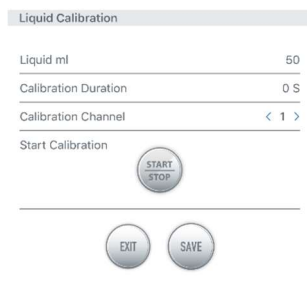 Liquid Calibration
Liquid ml 50
Calibration Duration 0 S
Calibration Channel < 1 >
Start Calibration
START
STOP
EXIT SAVE